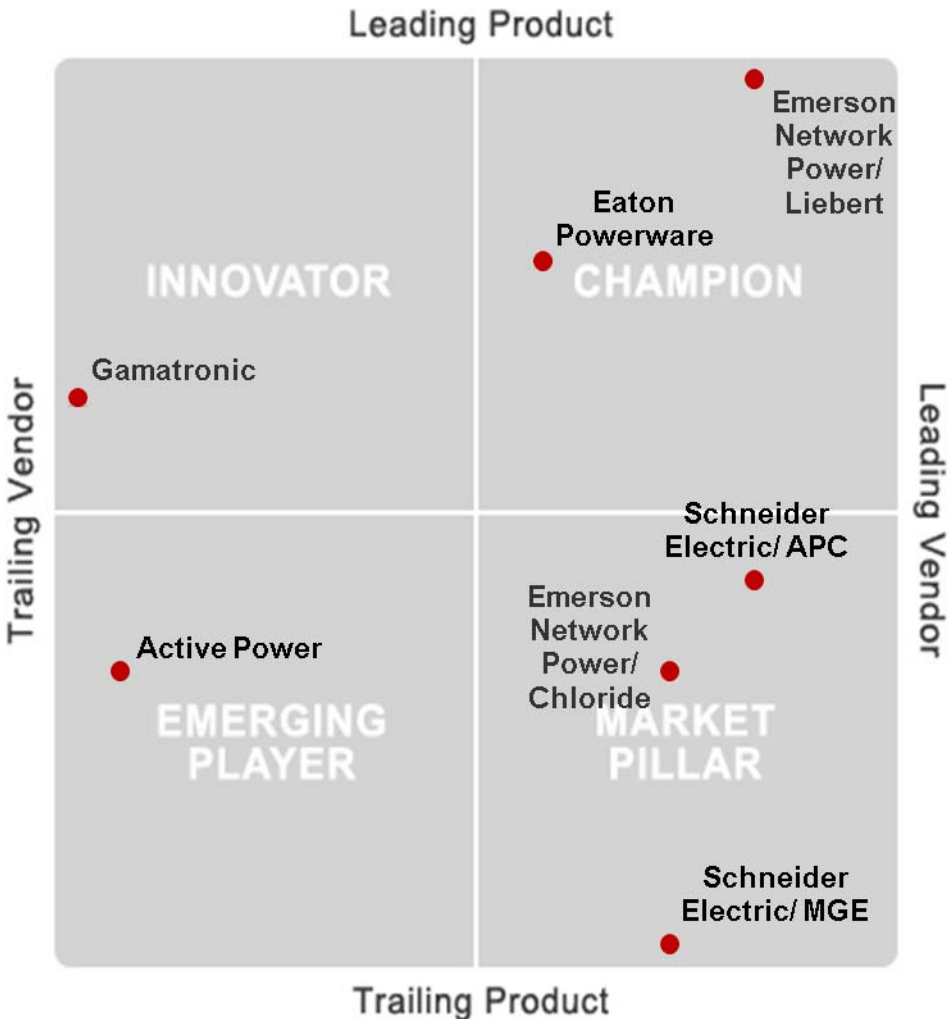 Leading Product
Emerson
Network
Power/
Liebert
Eaton
Powerware
INNOVATOR
CHAMPION
Gamatronic
Trailing Vendor
Leading Vendor
Schneider
Electric/ APC
Emerson
Network
Power/
Chloride
Active Power
EMERGING
PLAYER
MARKET
PILLAR
Schneider
Electric/ MGE
Trailing Product